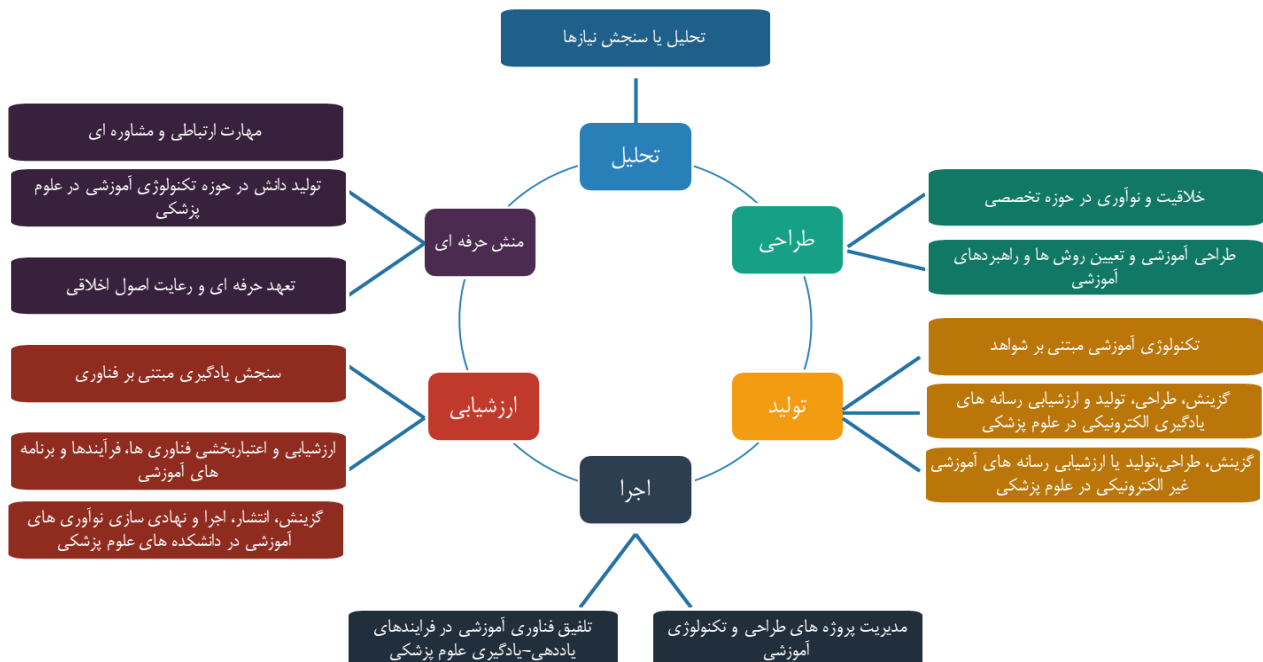 تحلیل یا سنجش نیازها
تحلیل
طراحی
خلاقیت و نوآوری در حوزه تخصصی
طراحی آموزشی و تعیین روش ها و راهبردهای
آموزشی
تولید
تکنولوژی آموزشی مبتنی بر شواهد
گزینش، طراحی، تولید و ارزشیابی رسانه های
یادگیری الکترونیکی در علوم پزشکی
گزینش، طراحی،تولید یا ارزشیابی رسانه های آموزشی
غیر الکترونیکی در علوم پزشکی
اجرا
مدیریت پروژه های طراحی و تکنولوژی
آموزشی
تلفیق فناوری آموزشی در فرایندهای
یاددهی-یادگیری علوم پزشکی
ارزشیابی
سنجش یادگیری مبتنی بر فناوری
ارزشیابی و اعتباربخشی فناوری ها، فرآیندها و برنامه
های آموزشی
گزینش، انتشار، اجرا و نهادی سازی نوآوری های
آموزشی در دانشکده های علوم پزشکی
منش حرفه ای
مهارت ارتباطی و مشاوره ای
تولید دانش در حوزه تکنولوژی آموزشی در علوم
پزشکی
تعهد حرفه ای و رعایت اصول اخلاقی